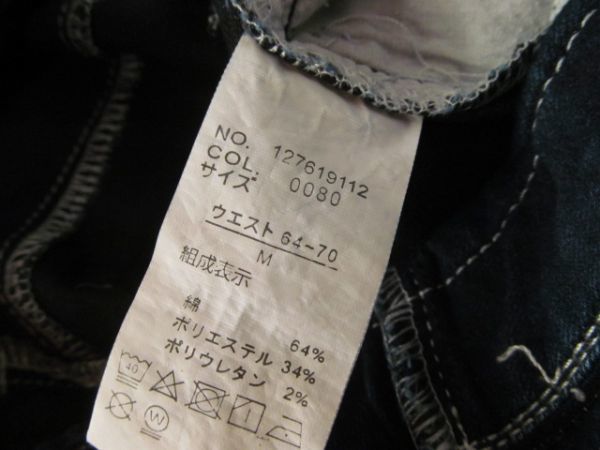 NO. 127619112
COL. 0080
サイズ
ウエスト 64-70
M
組成表示
綿 64%
ポリエステル 34%
ポリウレタン 2%
40
W